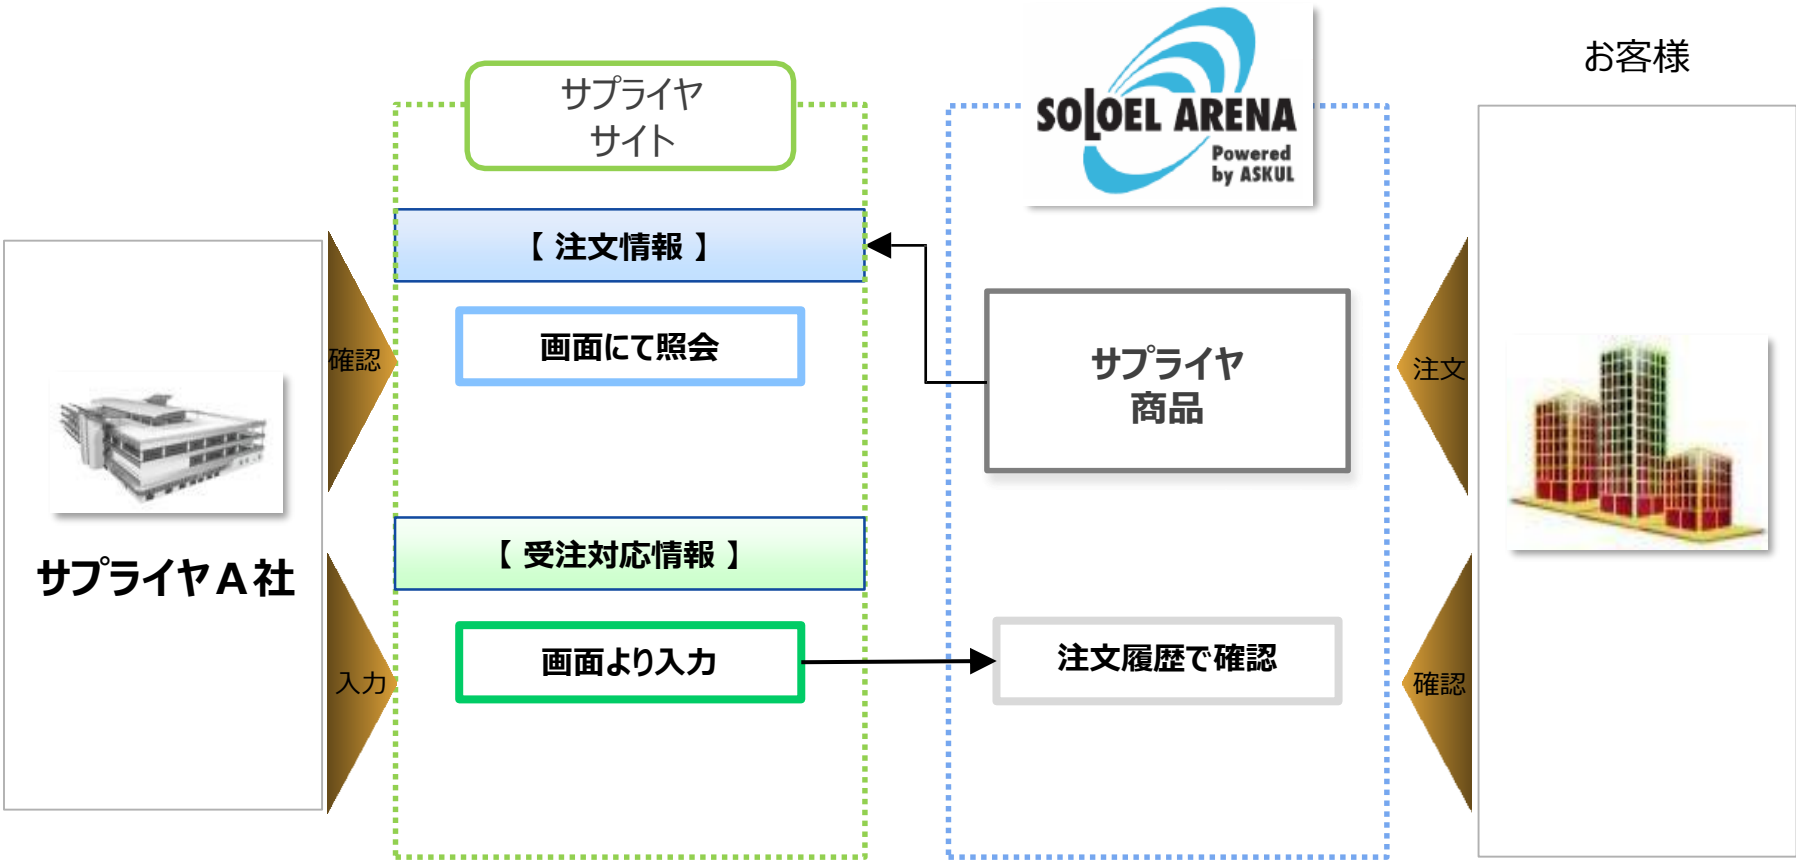 お客様
サプライヤ
サイト
SOLOEL ARENA
Powered
by ASKUL
【 注文情報 】
画面にて照会
確認
サプライヤ
商品
注文
【 受注対応情報 】
サプライヤA社
画面より入力
注文履歴で確認
入力
確認